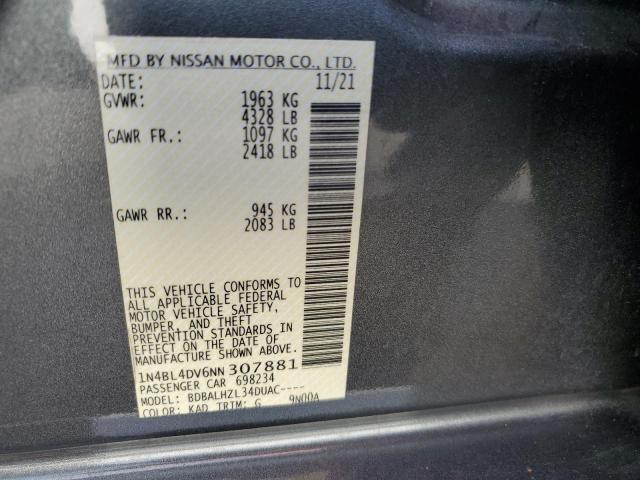 MFD BY NISSAN MOTOR CO., LTD.
DATE: 11/21
GVWR: 1963 KG
4328 LB
GAWR FR.: 1097 KG
2418 LB
GAWR RR.: 945 KG
2083 LB
THIS VEHICLE CONFORMS TO
ALL APPLICABLE FEDERAL
MOTOR VEHICLE SAFETY,
BUMPER, AND THEFT
PREVENTION STANDARDS IN
EFFECT ON THE DATE OF
MANUFACTURE SHOWN ABOVE.
1N4BL4DV6NN307881
PASSENGER CAR 698234
MODEL: BDBALHZL34DUAC----
COLOR: KAD TRIM: G 9N00A